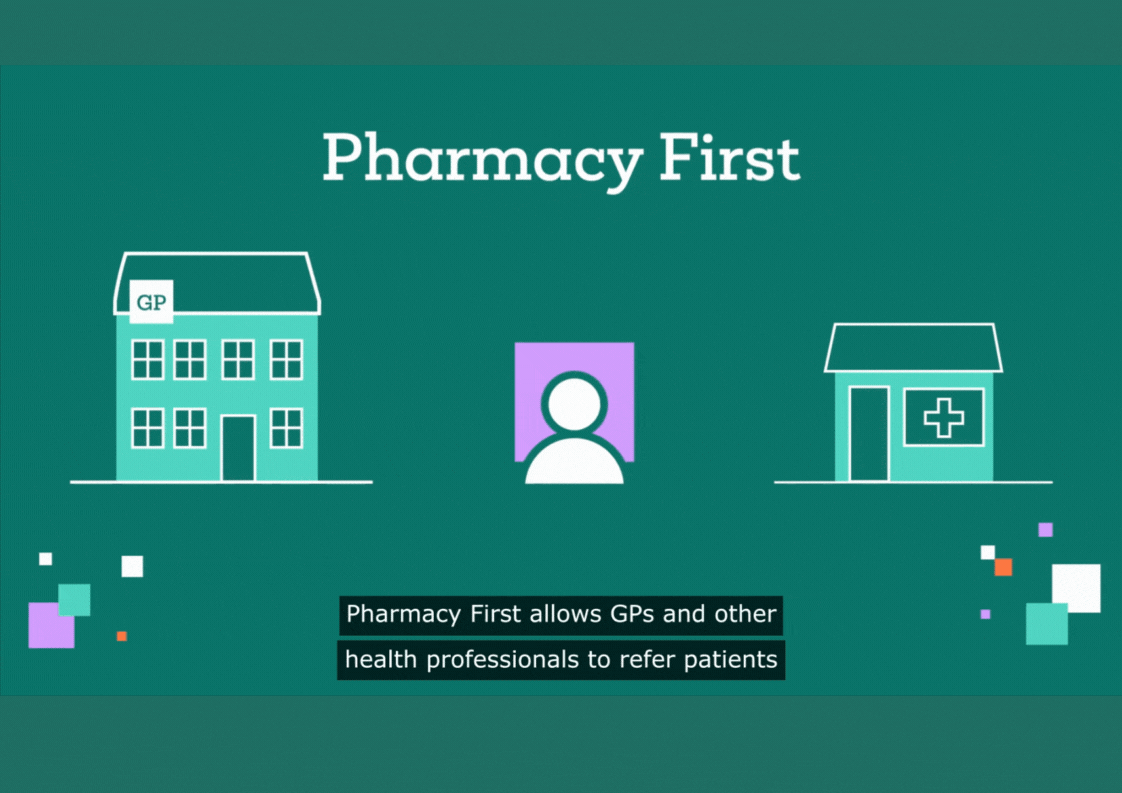 Pharmacy First
GP
Pharmacy First allows GPs and other
health professionals to refer patients